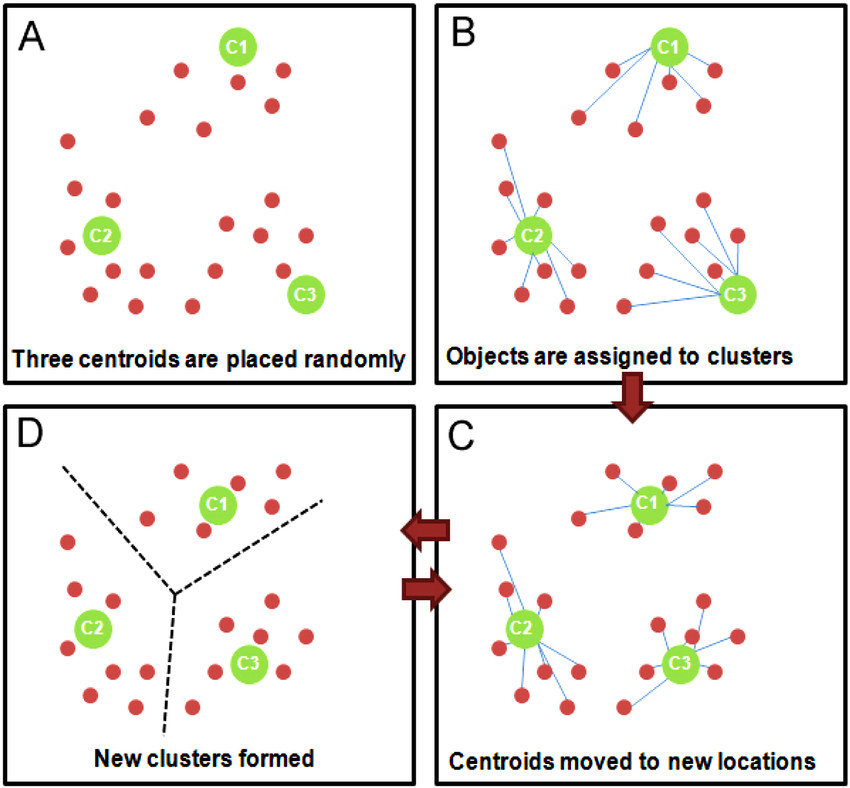 A
C1
C2
C3
Three centroids are placed randomly
B
C1
C2
C3
Objects are assigned to clusters
D
C1
C2
C3
New clusters formed
C
C1
C2
C3
Centroids moved to new locations